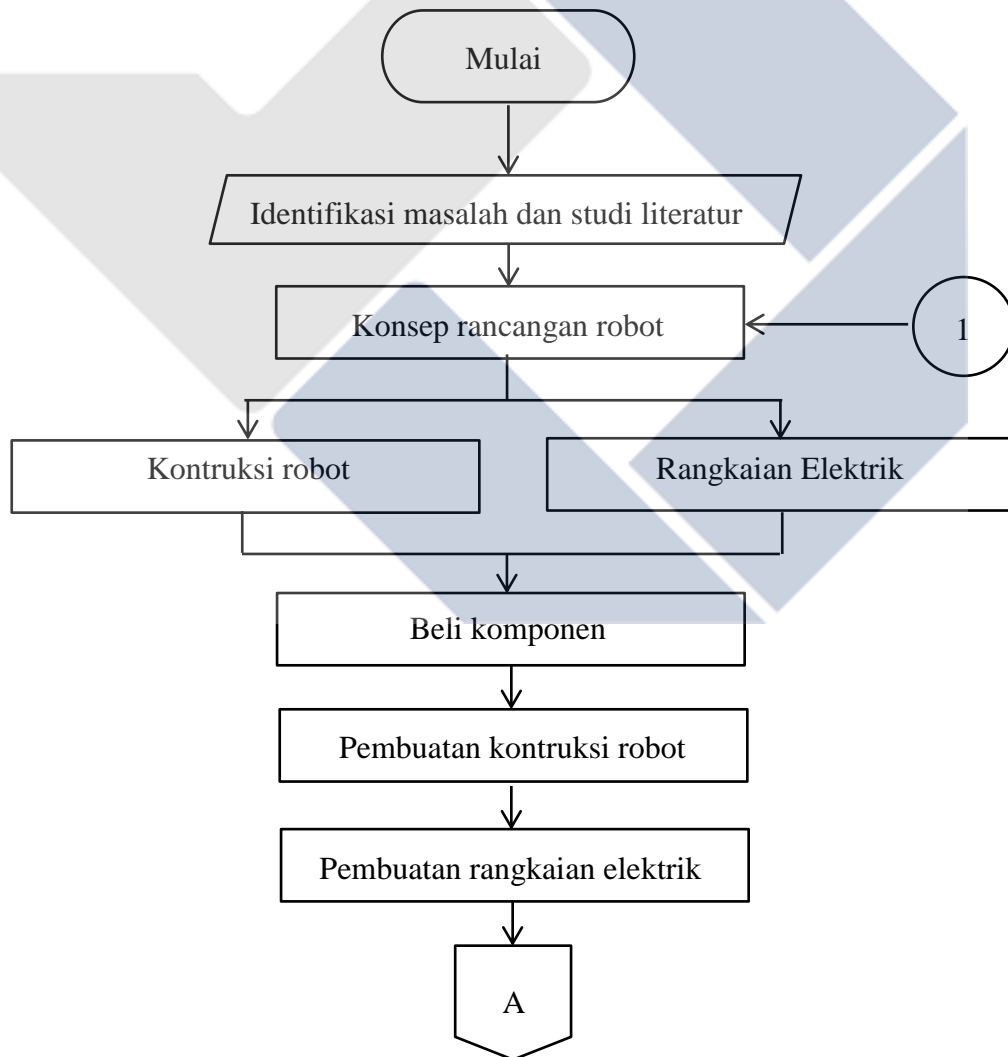 Mulai
Identifikasi masalah dan studi literatur
Konsep rancangan robot
1
Kontruksi robot
Rangkaian Elektrik
Beli komponen
Pembuatan kontruksi robot
Pembuatan rangkaian elektrik
A